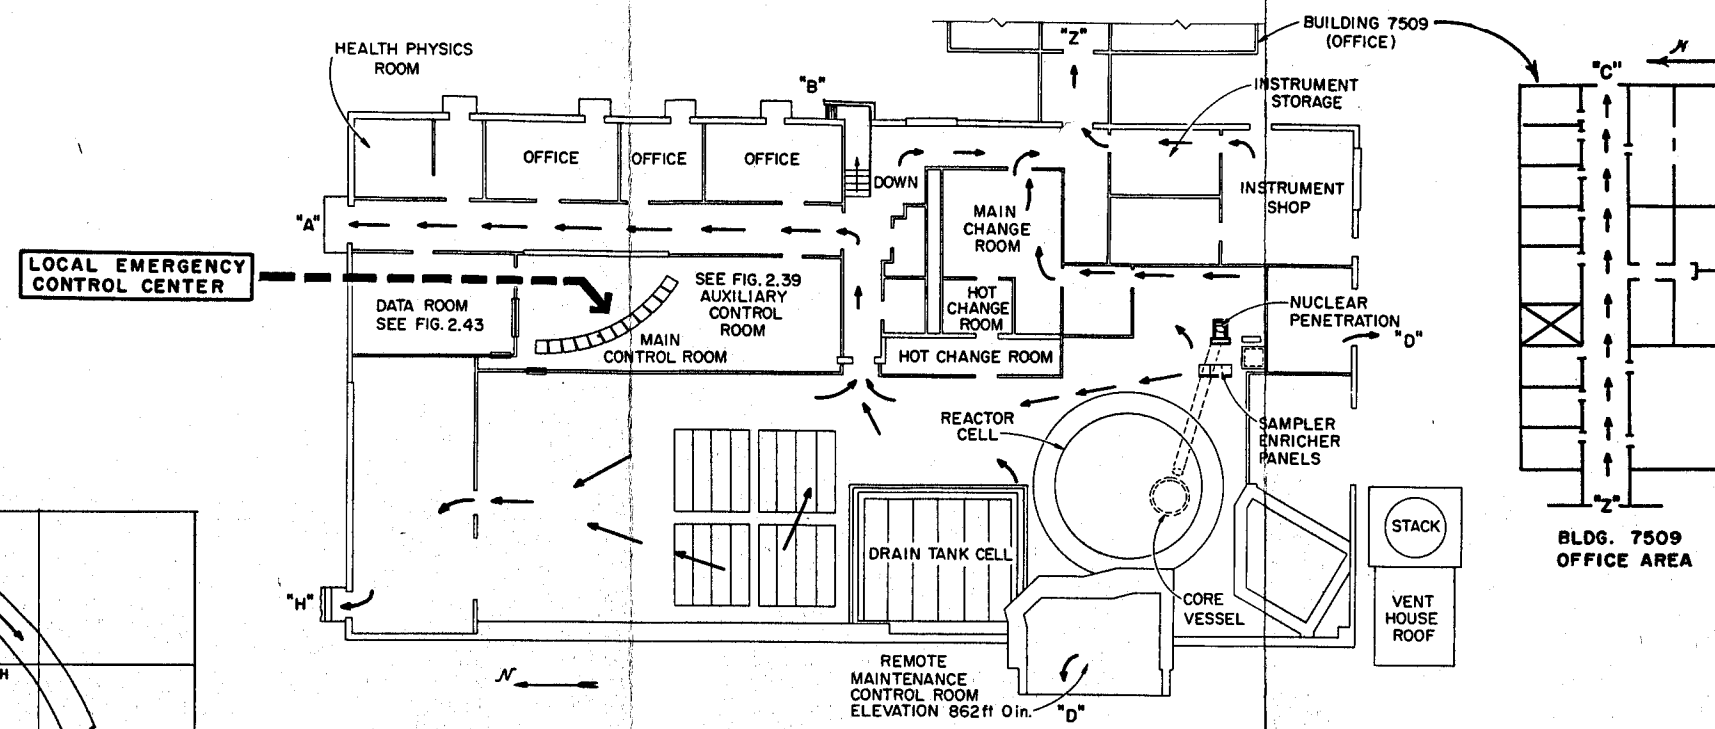 HEALTH PHYSICS
ROOM
"B"
"Z"
BUILDING 7509
(OFFICE)
"C"
N
INSTRUMENT
STORAGE
OFFICE
OFFICE
OFFICE
DOWN
INSTRUMENT
SHOP
"A"
MAIN
CHANGE
ROOM
LOCAL EMERGENCY
CONTROL CENTER
DATA ROOM
SEE FIG. 2.43
SEE FIG. 2.39
AUXILIARY
CONTROL
ROOM
MAIN
CONTROL ROOM
HOT
CHANGE
ROOM
HOT CHANGE ROOM
NUCLEAR
PENETRATION
"D"
REACTOR
CELL
SAMPLER
ENRICHER
PANELS
"Z"
BLDG. 7509
OFFICE AREA
STACK
DRAIN TANK CELL
"H"
CORE
VESSEL
VENT
HOUSE
ROOF
H
N
REMOTE
MAINTENANCE
CONTROL ROOM
ELEVATION 862 ft 0 in.
"D"